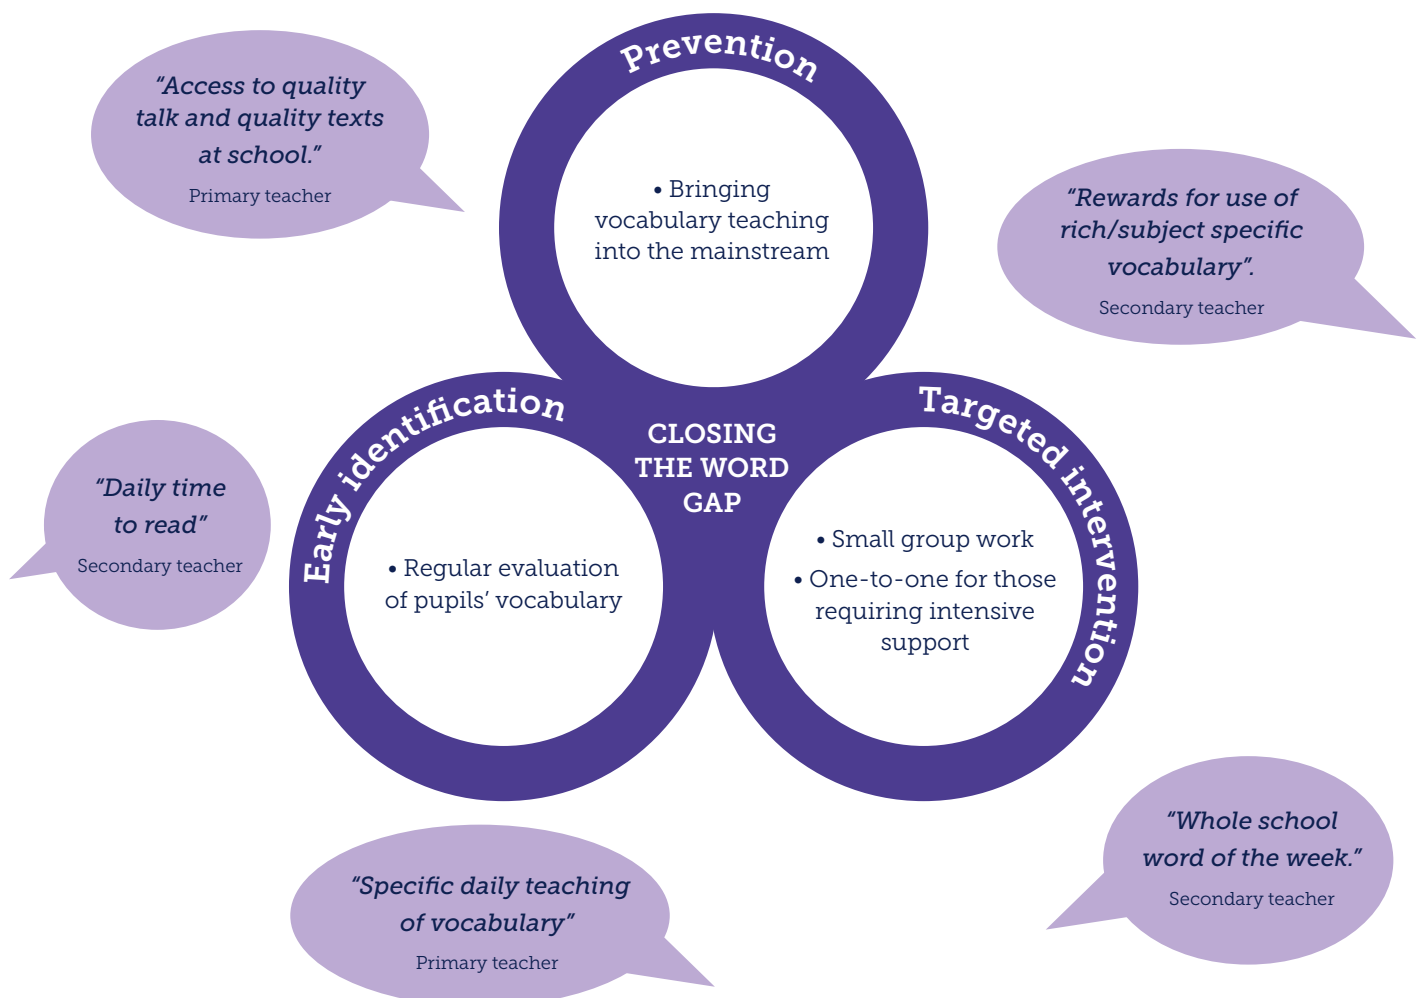 Prevention
“Access to quality
talk and quality texts
at school.”
Primary teacher
• Bringing
vocabulary teaching
into the mainstream
“Rewards for use of
rich/subject specific
vocabulary”.
Secondary teacher
Early identification
CLOSING
THE WORD
GAP
Targeted intervention
“Daily time
to read”
Secondary teacher
• Regular evaluation
of pupils’ vocabulary
• Small group work
• One-to-one for those
requiring intensive
support
“Whole school
word of the week.”
Secondary teacher
“Specific daily teaching
of vocabulary”
Primary teacher